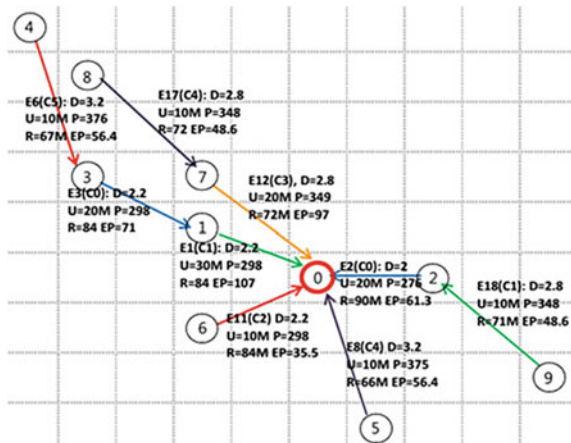 4
8
E17(C4): D=2.8
U=10M P=348
R=72 EP=48.6
E6(C5): D=3.2
U=10M P=376
R=67M EP=56.4
3
7
E12(C3), D=2.8
U=20M P=349
R=72M EP=97
E3(C0): D=2.2
U=20M P=298
R=84 EP=71
1
E1(C1): D=2.2
U=30M P=298
R=84 EP=107
0
E2(C0): D=2
U=20M P=276
R=90M EP=61.3
2
E18(C1): D=2.8
U=10M P=348
R=71M EP=48.6
6
E11(C2) D=2.2
U=10M P=298
R=84M EP=35.5
E8(C4) D=3.2
U=10M P=375
R=66M EP=56.4
9
5